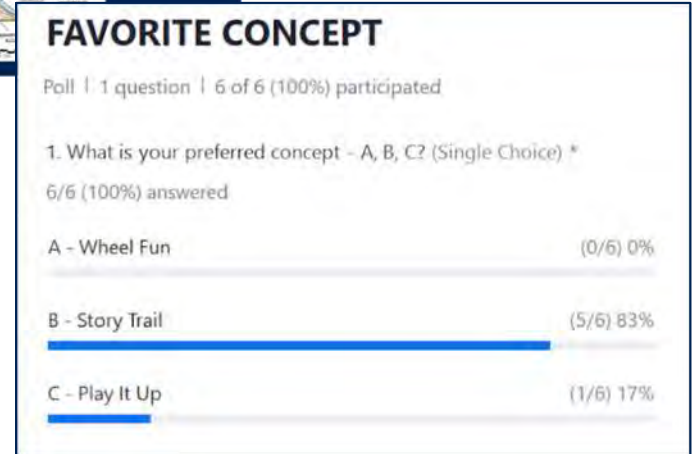 FAVORITE CONCEPT
Poll | 1 question | 6 of 6 (100%) participated
1. What is your preferred concept - A, B, C? (Single Choice) *
6/6 (100%) answered
A - Wheel Fun (0/6) 0%
B - Story Trail (5/6) 83%
C - Play It Up (1/6) 17%